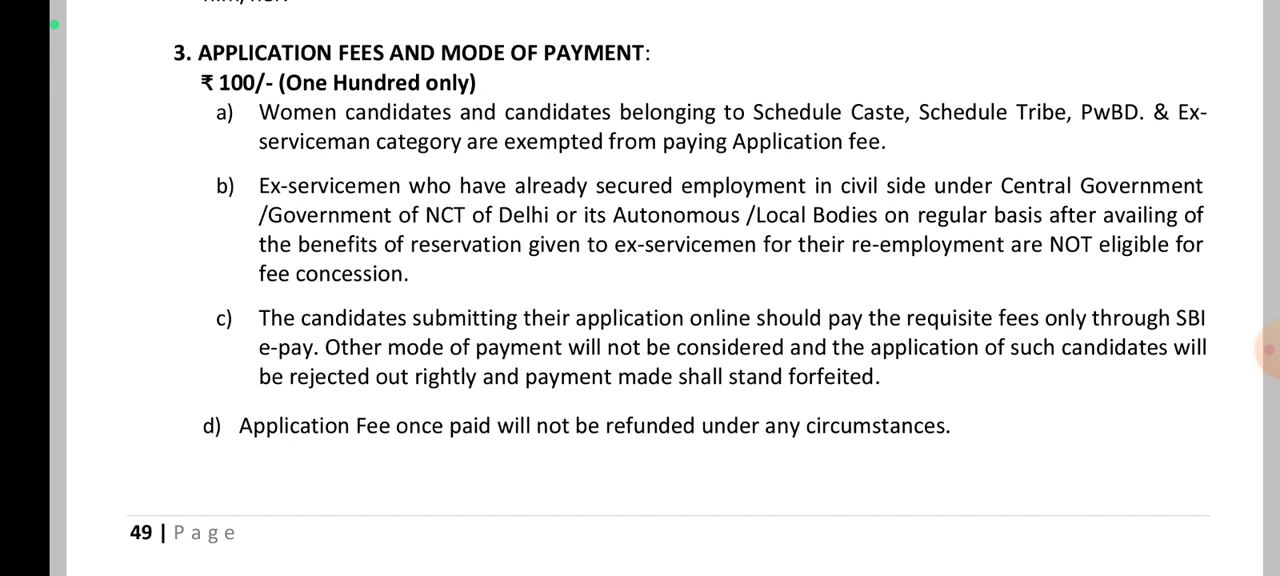 3. APPLICATION FEES AND MODE OF PAYMENT:
₹ 100/- (One Hundred only)
a) Women candidates and candidates belonging to Schedule Caste, Schedule Tribe, PwBD. & Ex-
serviceman category are exempted from paying Application fee.
b) Ex-servicemen who have already secured employment in civil side under Central Government
/Government of NCT of Delhi or its Autonomous /Local Bodies on regular basis after availing of
the benefits of reservation given to ex-servicemen for their re-employment are NOT eligible for
fee concession.
c) The candidates submitting their application online should pay the requisite fees only through SBI
e-pay. Other mode of payment will not be considered and the application of such candidates will
be rejected out rightly and payment made shall stand forfeited.
d) Application Fee once paid will not be refunded under any circumstances.
49 | P a g e